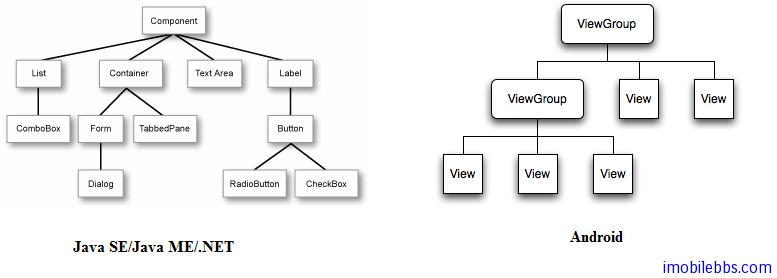 Component
List
Container
Text Area
Label
ComboBox
Form
TabbedPane
Button
Dialog
RadioButton
CheckBox
Java SE/Java ME/.NET
ViewGroup
ViewGroup
View
View
View
View
View
Android
imobilebbs.com